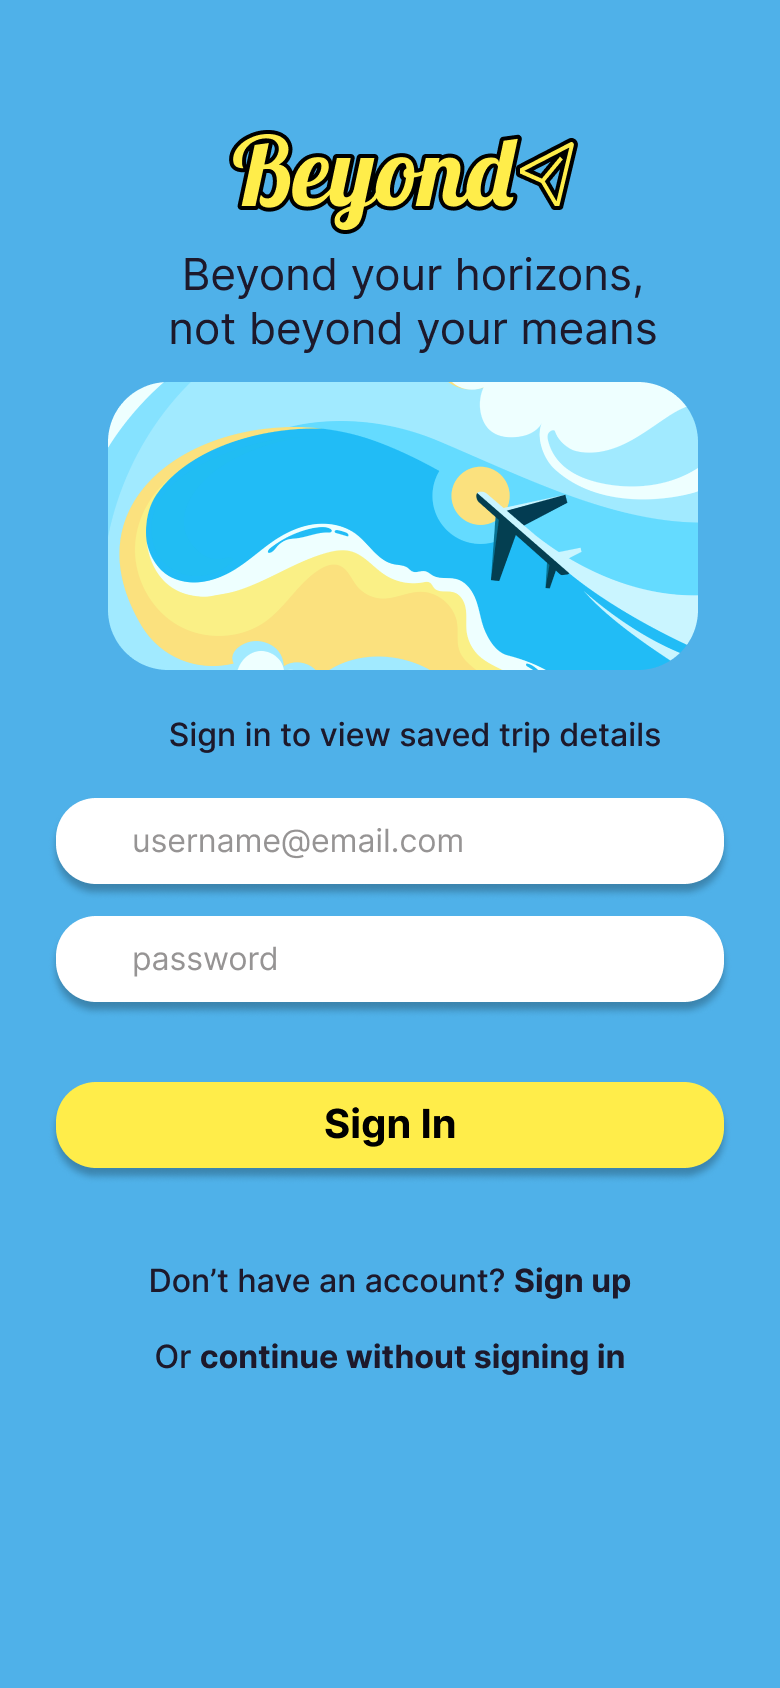 Beyond
Beyond your horizons,
not beyond your means
Sign in to view saved trip details
username@email.com
password
Sign In
Don’t have an account? Sign up
Or continue without signing in